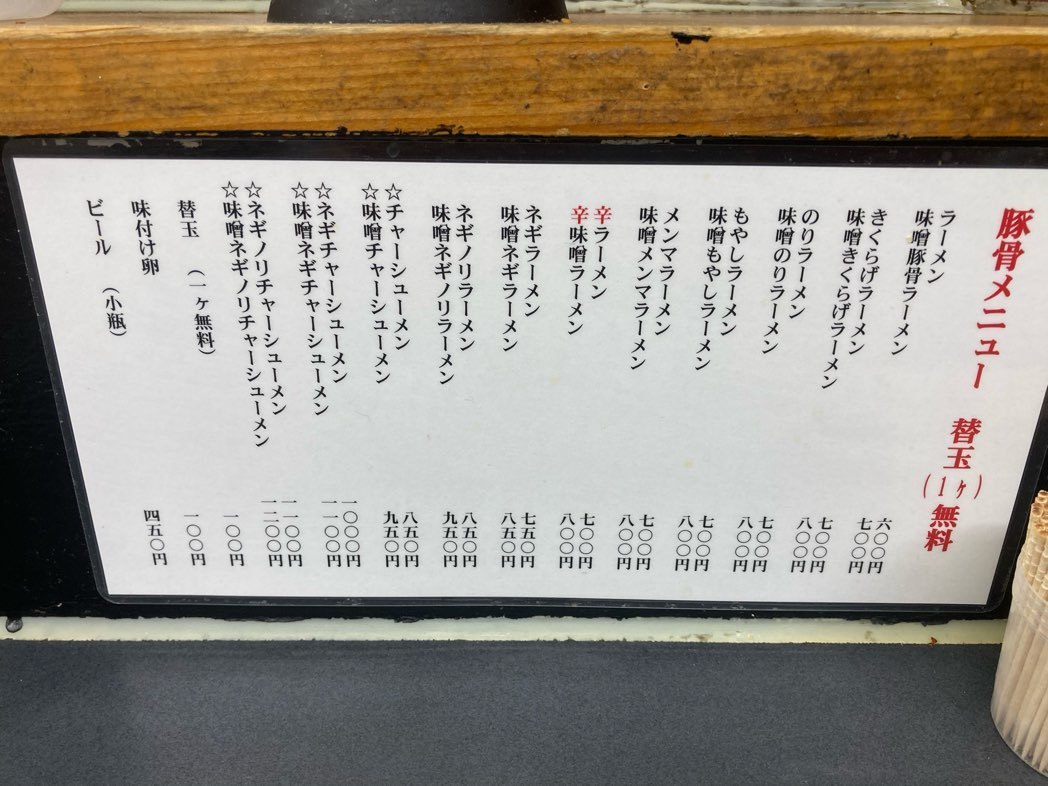 豚骨メニュー 替玉(1ヶ)無料
ラーメン 六〇〇円
味噌豚骨ラーメン 七〇〇円
きくらげラーメン 七〇〇円
味噌きくらげラーメン 八〇〇円
のりラーメン 七〇〇円
味噌のりラーメン 八〇〇円
もやしラーメン 七〇〇円
味噌もやしラーメン 八〇〇円
メンマラーメン 七〇〇円
味噌メンマラーメン 八〇〇円
辛ラーメン 七〇〇円
辛味噌ラーメン 八〇〇円
ネギラーメン 七五〇円
味噌ネギラーメン 八五〇円
ネギノリラーメン 八五〇円
味噌ネギノリラーメン 九五〇円
☆チャーシューメン 八五〇円
☆味噌チャーシューメン 九五〇円
☆ネギチャーシューメン 一〇〇〇円
☆味噌ネギチャーシューメン 一一〇〇円
☆ネギノリチャーシューメン 一一〇〇円
☆味噌ネギノリチャーシューメン 一二〇〇円
替玉 (一ヶ無料) 一〇〇円
味付け卵 一〇〇円
ビール (小瓶) 四五〇円